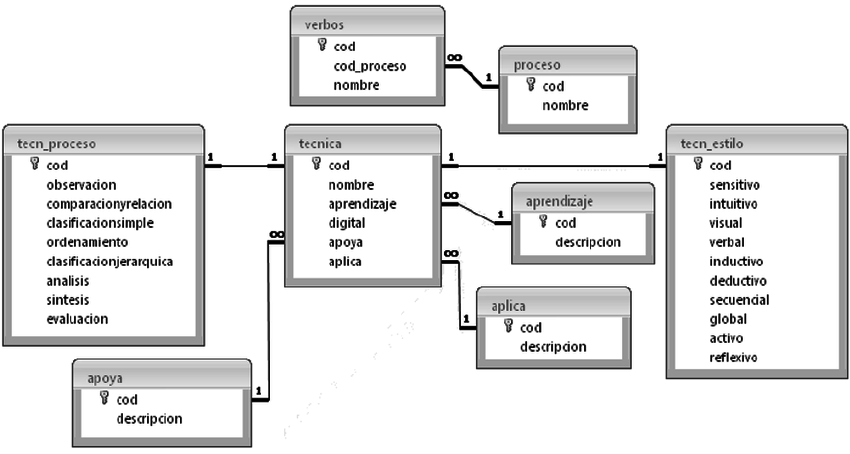 verbos
cod
cod_proceso
nombre
∞
1
proceso
cod
nombre
tecn_proceso
cod
observacion
comparacionyrelacion
clasificacionsimple
ordenamiento
clasificacionjerarquica
analisis
sintesis
evaluacion
1
1
tecnica
cod
nombre
aprendizaje
digital
apoya
aplica
1
1
∞
1
∞
1
∞
1
aprendizaje
cod
descripcion
aplica
cod
descripcion
tecn_estilo
cod
sensitivo
intuitivo
visual
verbal
inductivo
deductivo
secuencial
global
activo
reflexivo
apoya
cod
descripcion